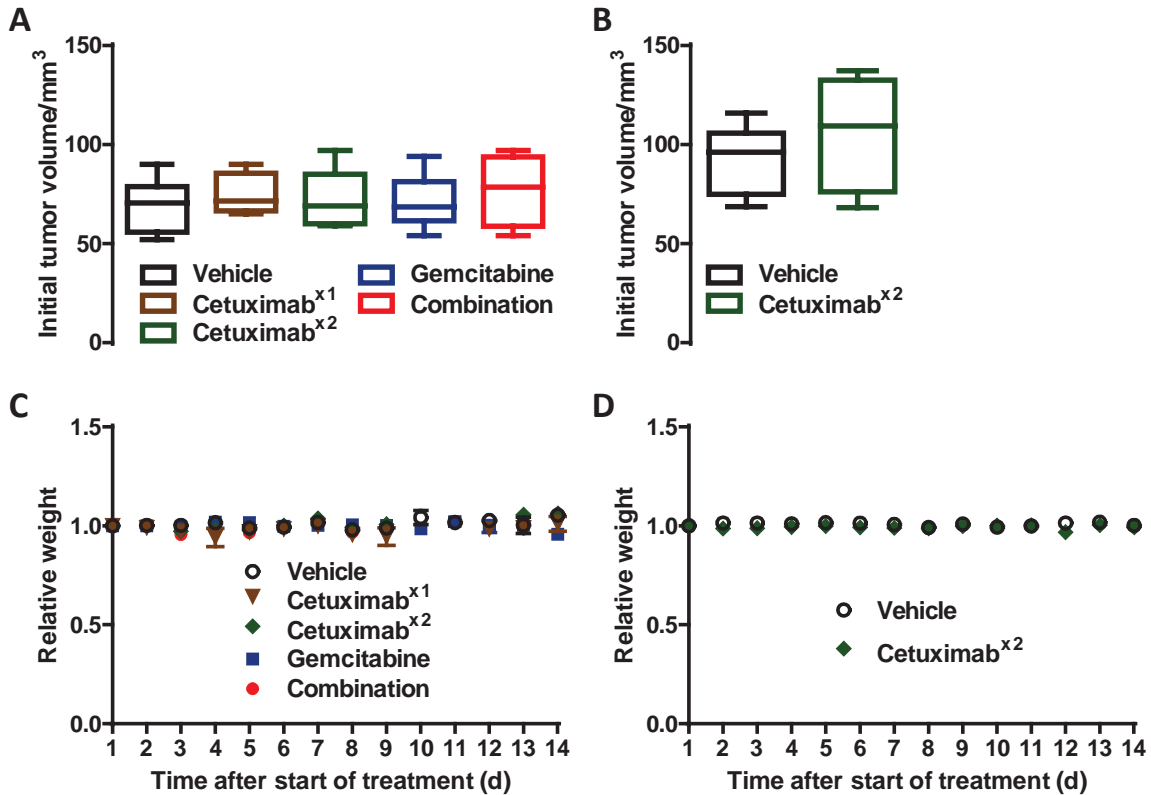 A
Initial tumor volume/mm³
150
100
50
0
Vehicle
Cetuximabˣ¹
Cetuximabˣ²
Gemcitabine
Combination
B
Initial tumor volume/mm³
150
100
50
0
Vehicle
Cetuximabˣ²
C
Relative weight
1.5
1.0
0.5
0.0
Vehicle
Cetuximabˣ¹
Cetuximabˣ²
Gemcitabine
Combination
1 2 3 4 5 6 7 8 9 10 11 12 13 14
Time after start of treatment (d)
D
Relative weight
1.5
1.0
0.5
0.0
Vehicle
Cetuximabˣ²
1 2 3 4 5 6 7 8 9 10 11 12 13 14
Time after start of treatment (d)